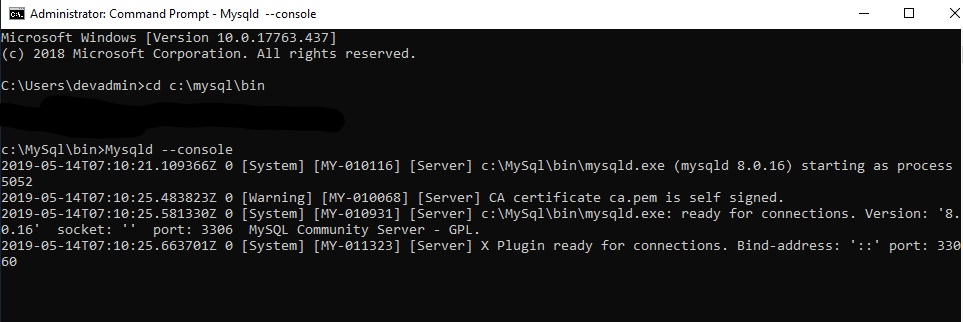 Administrator: Command Prompt - Mysqld  --console
Microsoft Windows [Version 10.0.17763.437]
(c) 2018 Microsoft Corporation. All rights reserved.
C:\Users\devadmin>cd c:\mysql\bin
c:\MySql\bin>Mysqld --console
2019-05-14T07:10:21.109366Z 0 [System] [MY-010116] [Server] c:\MySql\bin\mysqld.exe (mysqld 8.0.16) starting as process
5052
2019-05-14T07:10:25.483823Z 0 [Warning] [MY-010068] [Server] CA certificate ca.pem is self signed.
2019-05-14T07:10:25.581330Z 0 [System] [MY-010931] [Server] c:\MySql\bin\mysqld.exe: ready for connections. Version: '8.
0.16'  socket: ''  port: 3306  MySQL Community Server - GPL.
2019-05-14T07:10:25.663701Z 0 [System] [MY-011323] [Server] X Plugin ready for connections. Bind-address: '::' port: 330
60